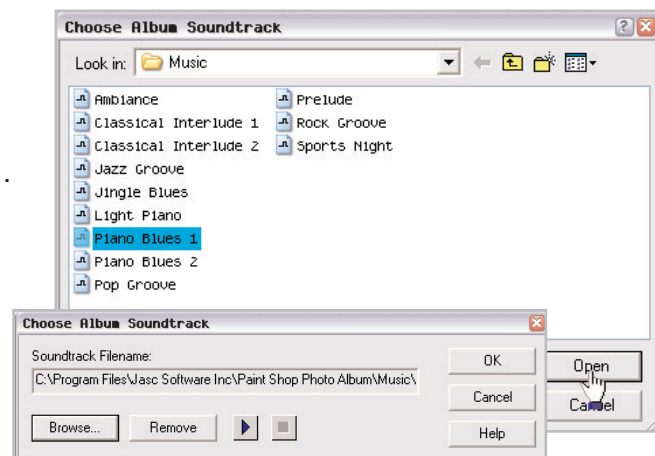 Choose Album Soundtrack
Look in: Music
Ambiance
Classical Interlude 1
Classical Interlude 2
Jazz Groove
Jingle Blues
Light Piano
Piano Blues 1
Piano Blues 2
Pop Groove
Prelude
Rock Groove
Sports Night
Open
Cancel
Choose Album Soundtrack
Soundtrack Filename:
C:\Program Files\Jasc Software Inc\Paint Shop Photo Album\Music\
OK
Cancel
Browse... Remove
Help